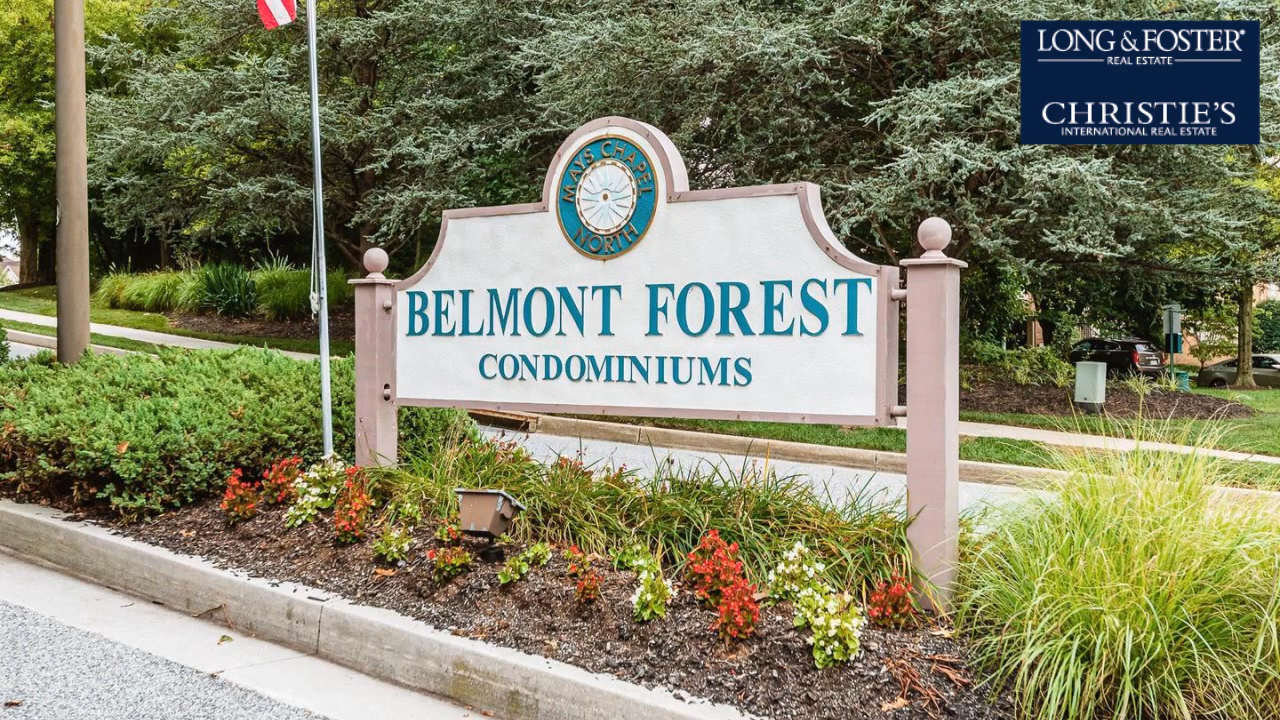 LONG & FOSTER®
REAL ESTATE
CHRISTIE'S
INTERNATIONAL REAL ESTATE
MAYS CHAPEL
NORTH
BELMONT FOREST
CONDOMINIUMS